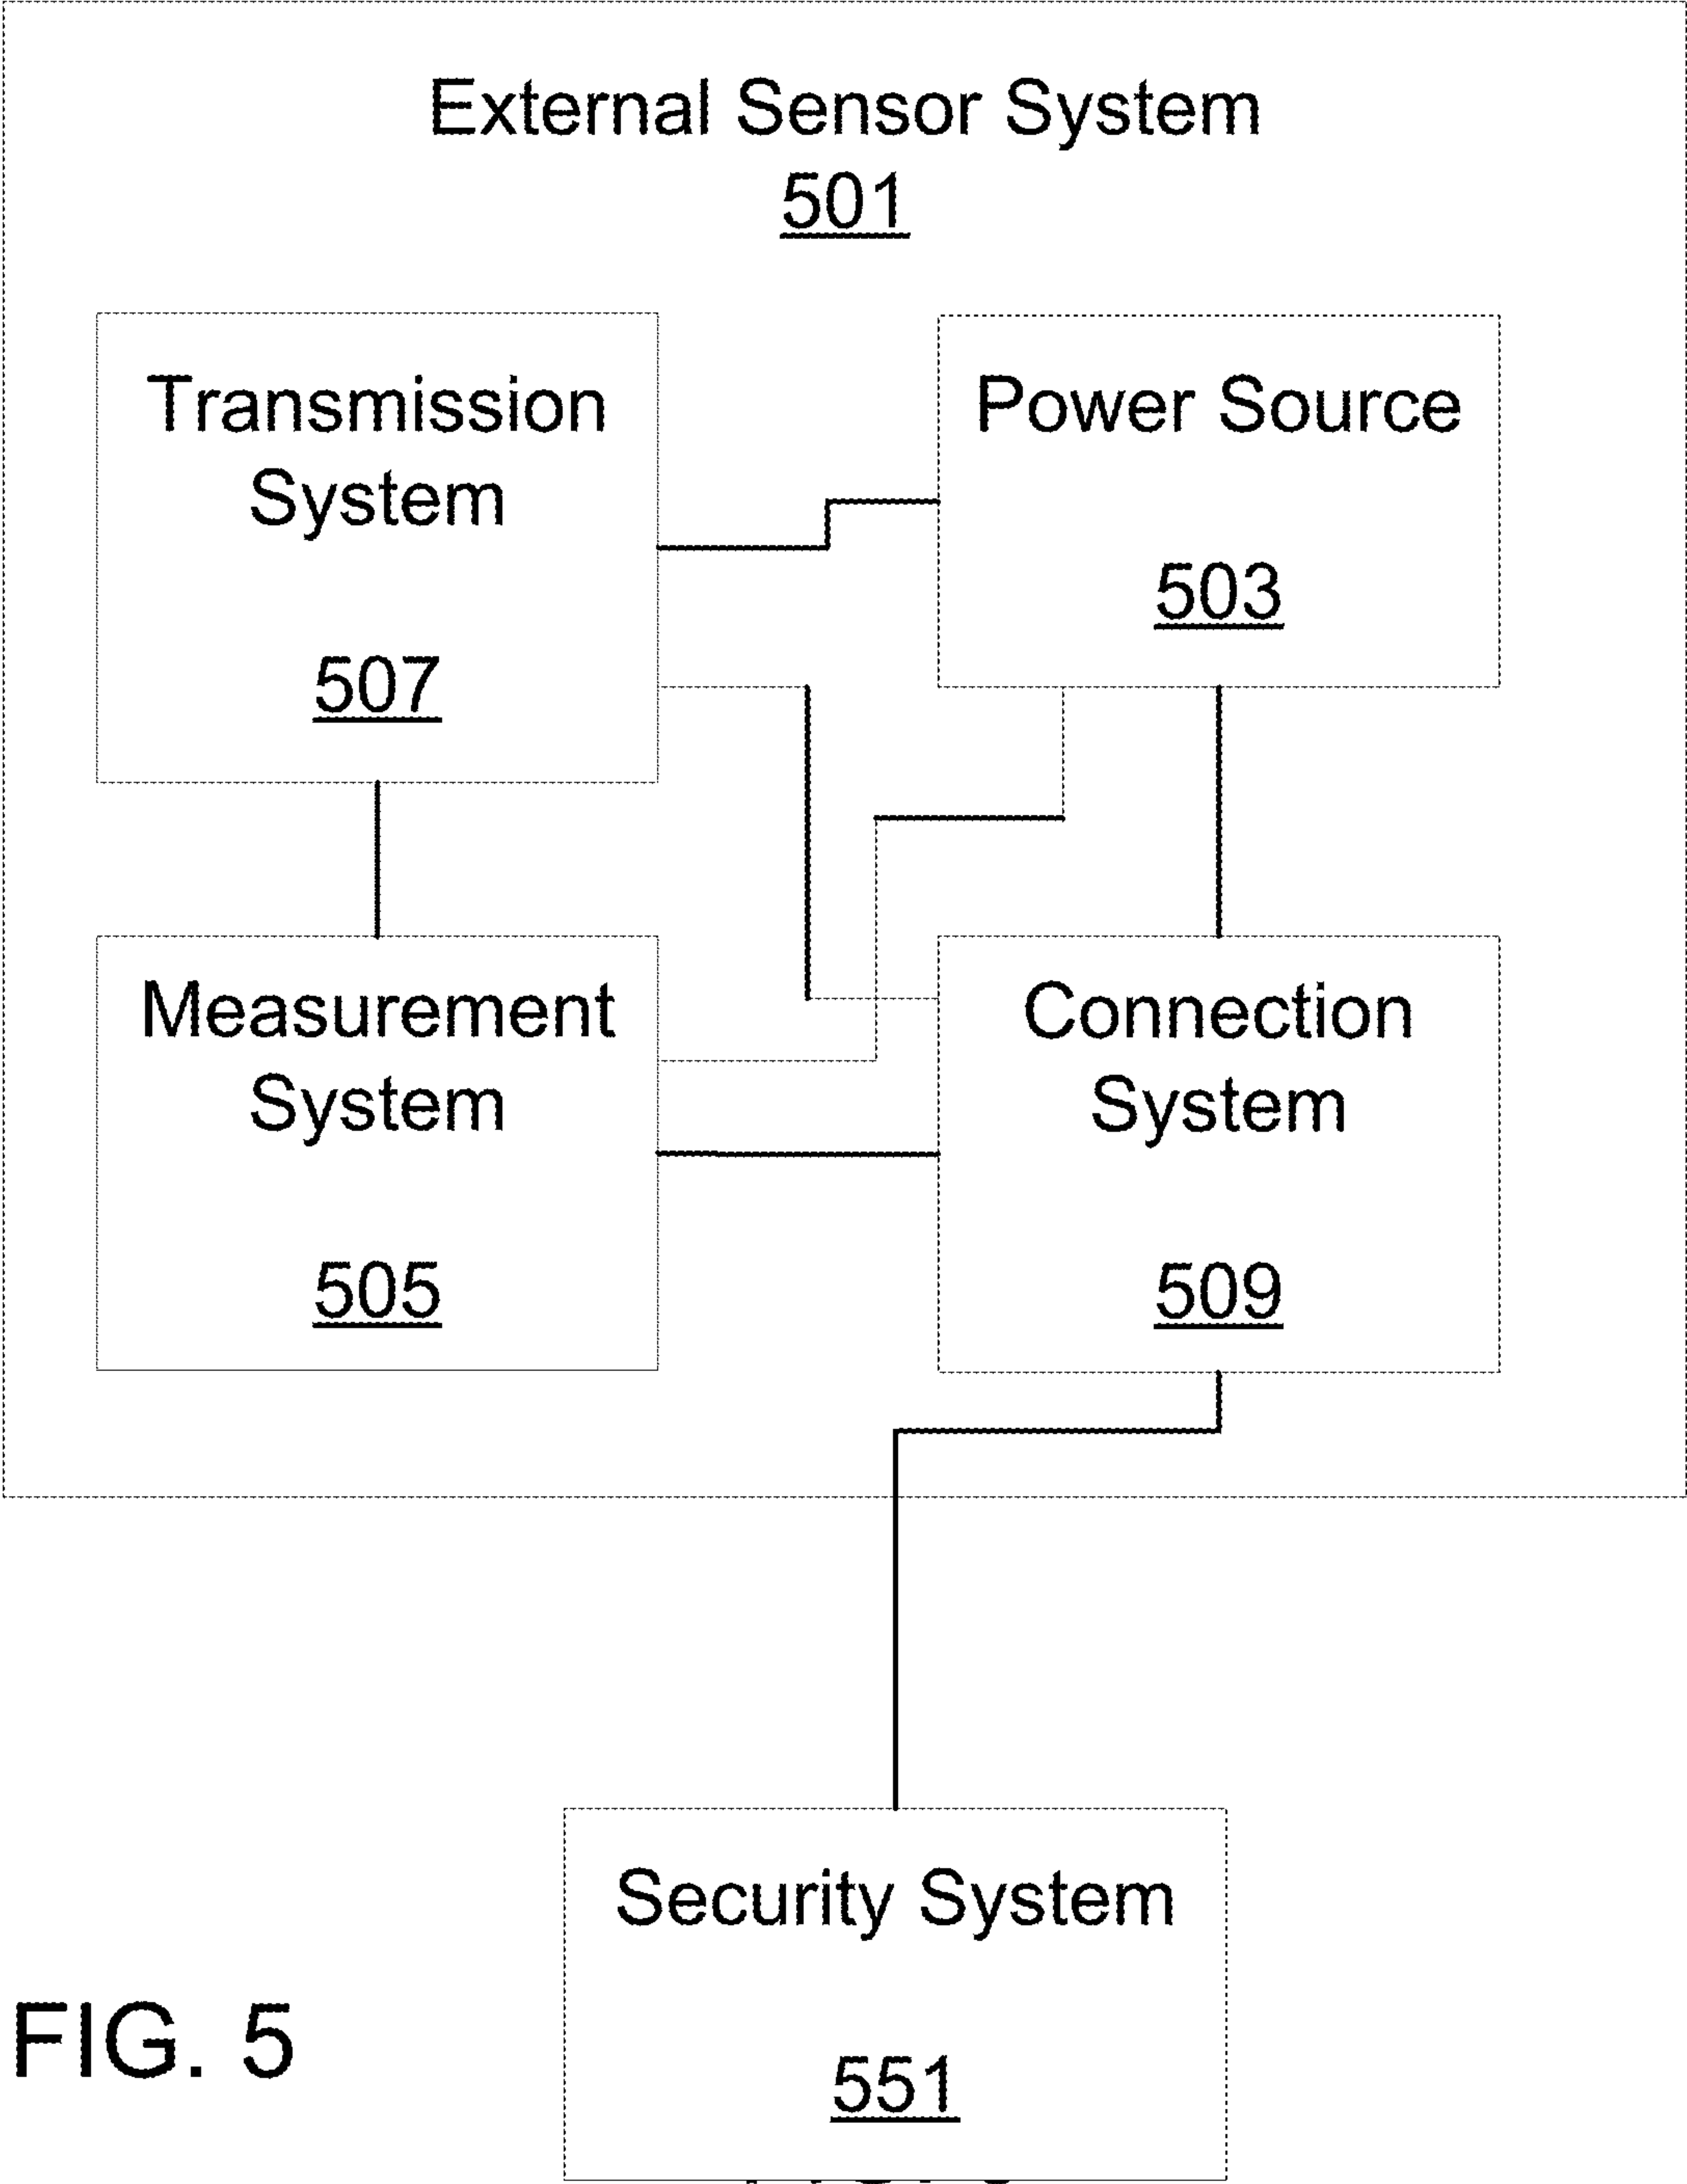 External Sensor System
501
Transmission
System
507
Power Source
503
Measurement
System
505
Connection
System
509
Security System
551
FIG. 5